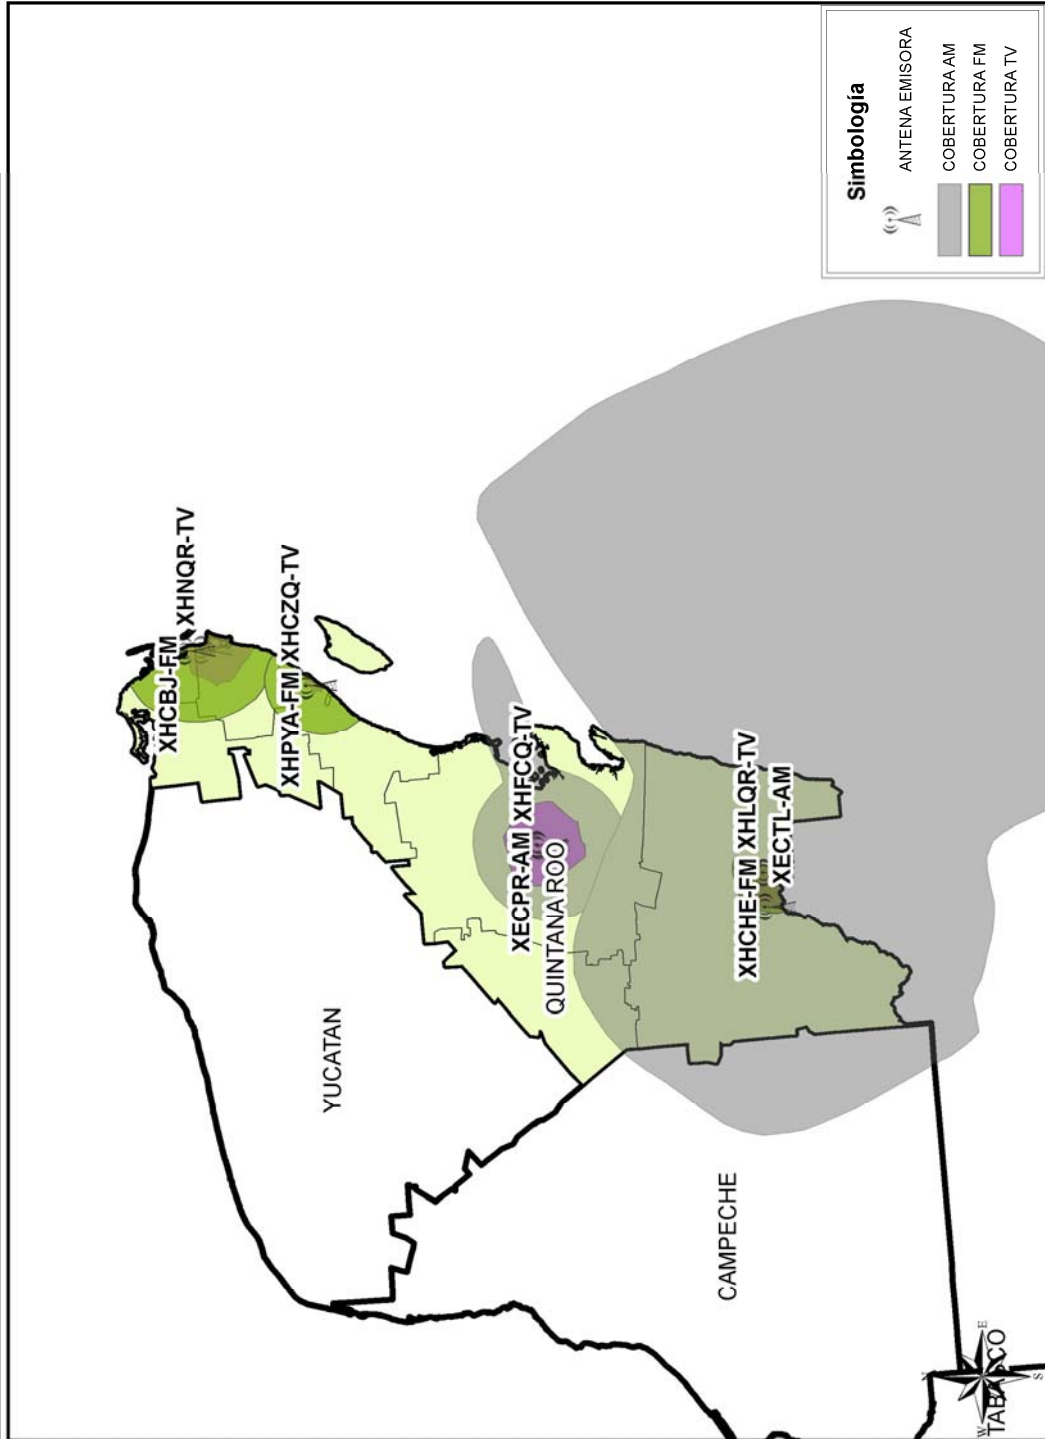 Simbología
ANTENA EMISORA
COBERTURA AM
COBERTURA FM
COBERTURA TV
XHNQR-TV
XHCBJ-FM
XHCZQ-TV
XHPYA-FM
XHFCQ-TV
XECPR-AM
QUINTANA ROO
XHLQR-TV
XHCHE-FM
XECTL-AM
YUCATAN
CAMPECHE
TABASCO
N
E
S
W